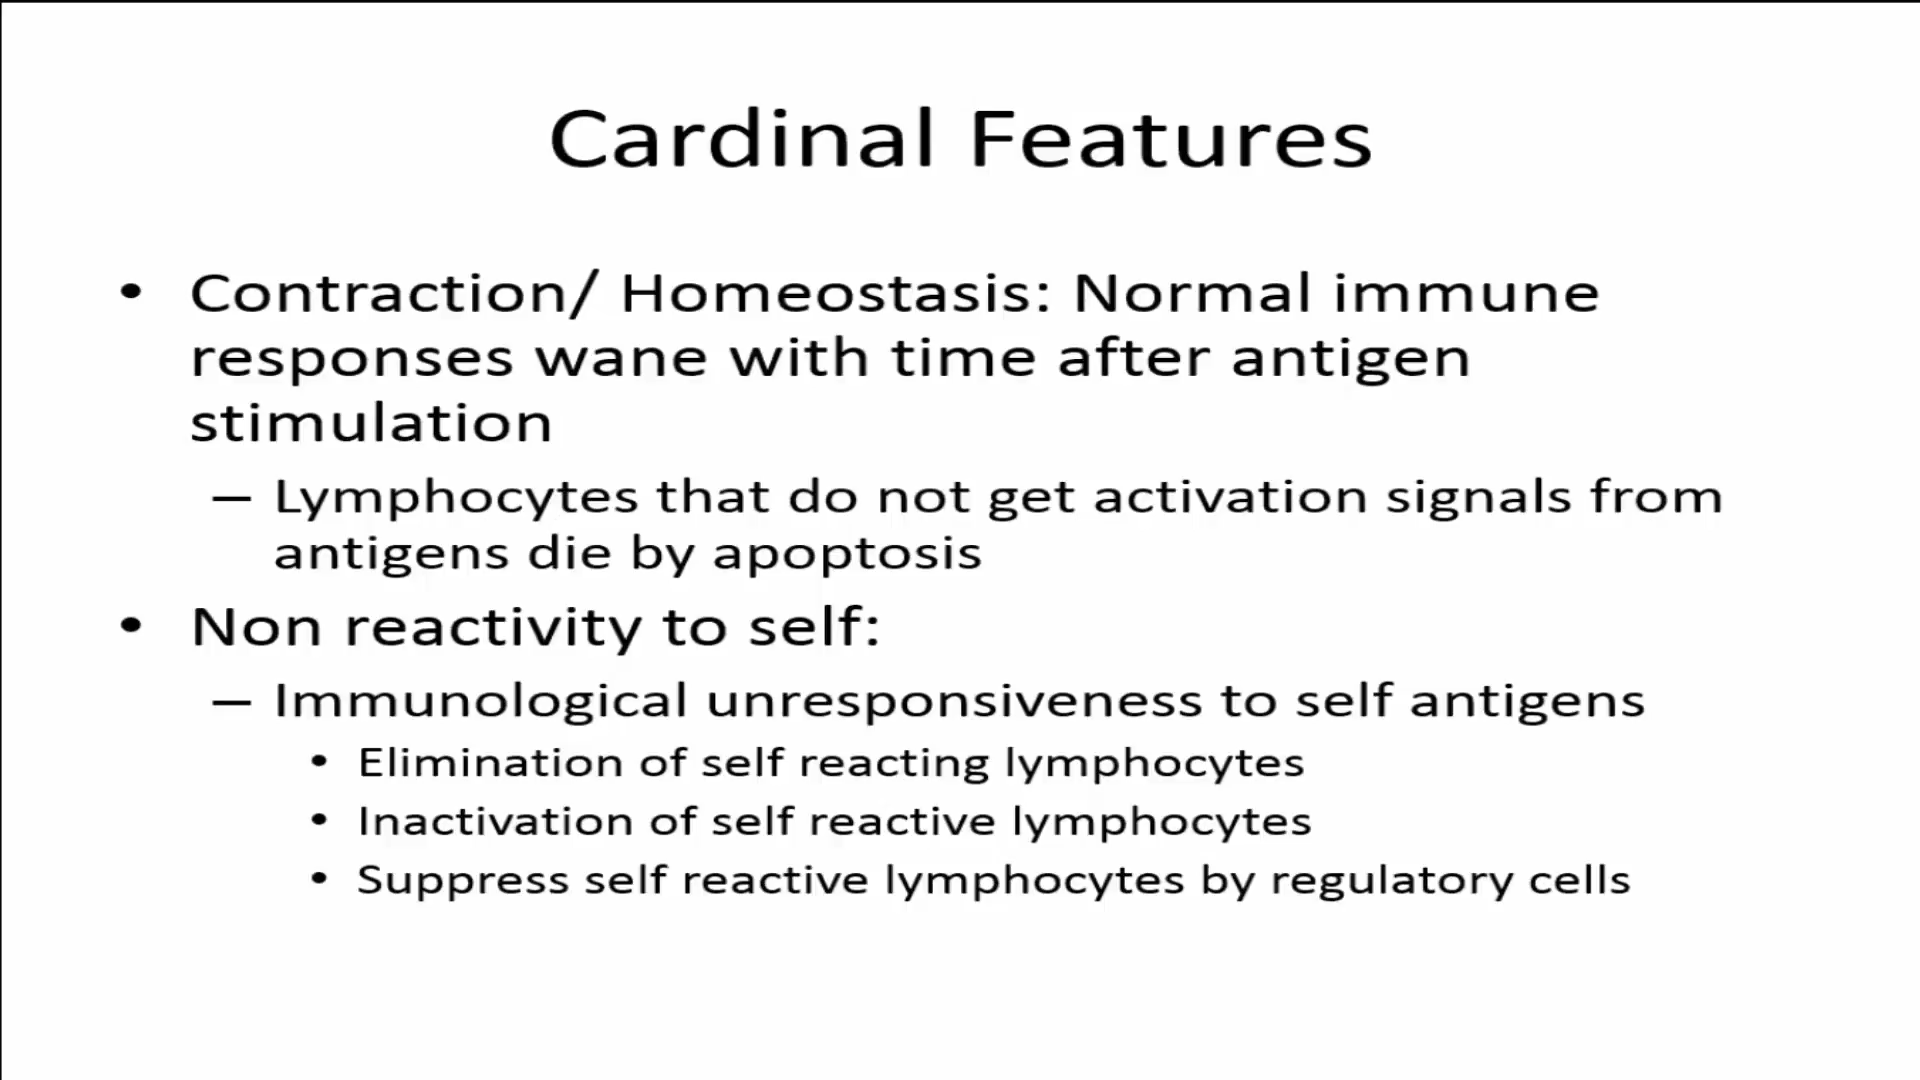 Cardinal Features
• Contraction/ Homeostasis: Normal immune
responses wane with time after antigen
stimulation
– Lymphocytes that do not get activation signals from
antigens die by apoptosis
• Non reactivity to self:
– Immunological unresponsiveness to self antigens
• Elimination of self reacting lymphocytes
• Inactivation of self reactive lymphocytes
• Suppress self reactive lymphocytes by regulatory cells